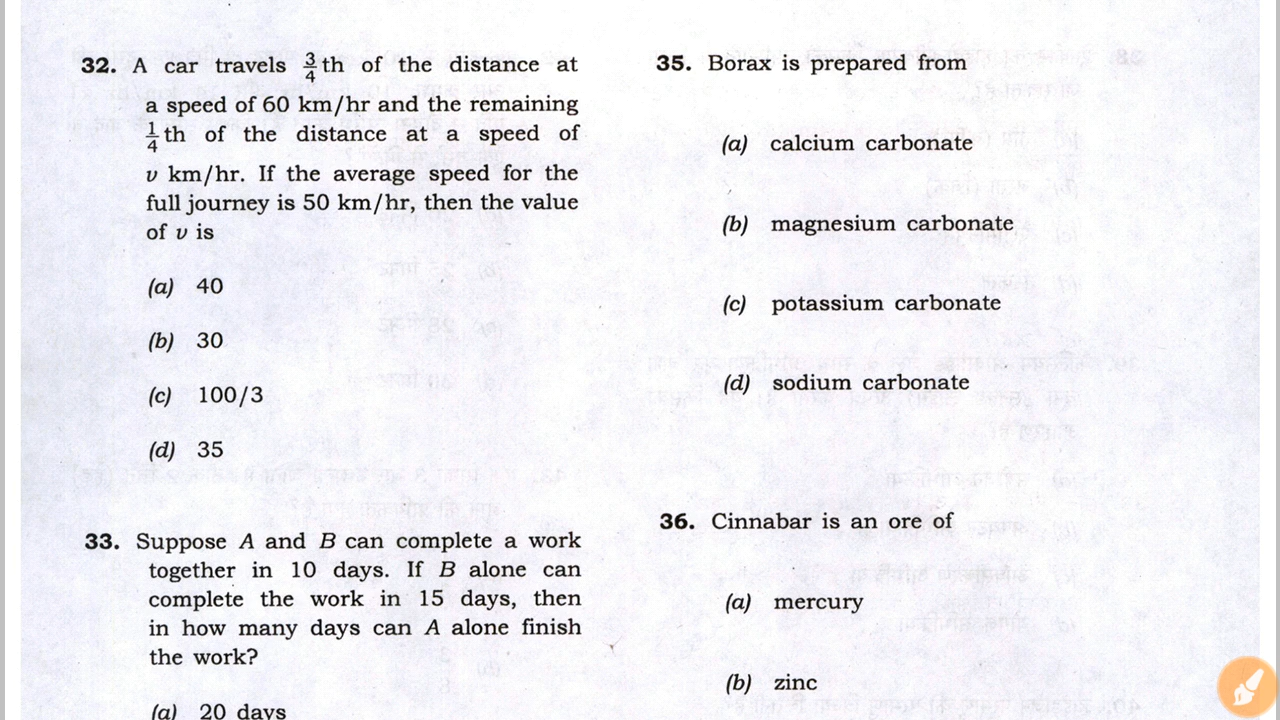 32. A car travels 3/4 th of the distance at
a speed of 60 km/hr and the remaining
1/4 th of the distance at a speed of
v km/hr. If the average speed for the
full journey is 50 km/hr, then the value
of v is
(a) 40
(b) 30
(c) 100/3
(d) 35
33. Suppose A and B can complete a work
together in 10 days. If B alone can
complete the work in 15 days, then
in how many days can A alone finish
the work?
(a) 20 days
35. Borax is prepared from
(a) calcium carbonate
(b) magnesium carbonate
(c) potassium carbonate
(d) sodium carbonate
36. Cinnabar is an ore of
(a) mercury
(b) zinc